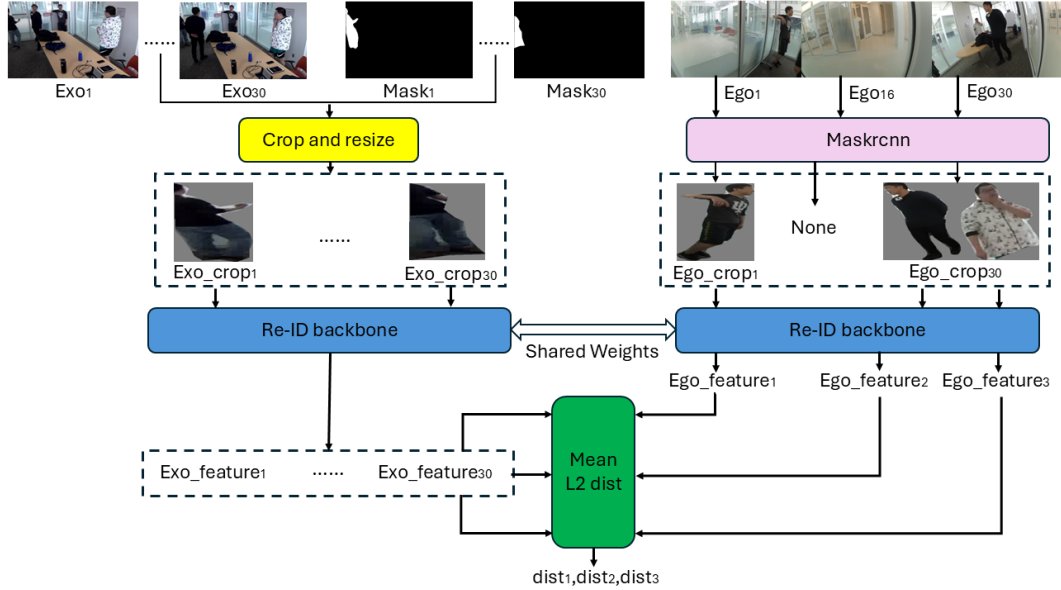 ...... ......
Exo1 Exo30 Mask1 Mask30
Ego1 Ego16 Ego30
Crop and resize
Maskrcnn
...... None
Exo_crop1 Exo_crop30
Ego_crop1 Ego_crop30
Re-ID backbone
Re-ID backbone
Shared Weights
Ego_feature1 Ego_feature2 Ego_feature3
Exo_feature1 ...... Exo_feature30
Mean
L2 dist
dist1,dist2,dist3